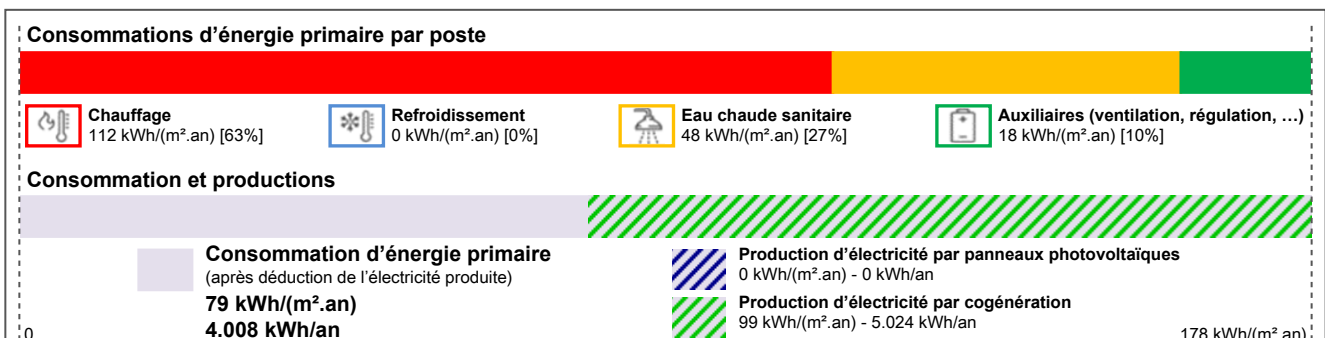 Consommations d’énergie primaire par poste
Chauffage
112 kWh/(m².an) [63%]
Refroidissement
0 kWh/(m².an) [0%]
Eau chaude sanitaire
48 kWh/(m².an) [27%]
Auxiliaires (ventilation, régulation, …)
18 kWh/(m².an) [10%]
Consommation et productions
Consommation d’énergie primaire
(après déduction de l’électricité produite)
79 kWh/(m².an)
4.008 kWh/an
Production d’électricité par panneaux photovoltaïques
0 kWh/(m².an) - 0 kWh/an
Production d’électricité par cogénération
99 kWh/(m².an) - 5.024 kWh/an
0
178 kWh/(m².an)